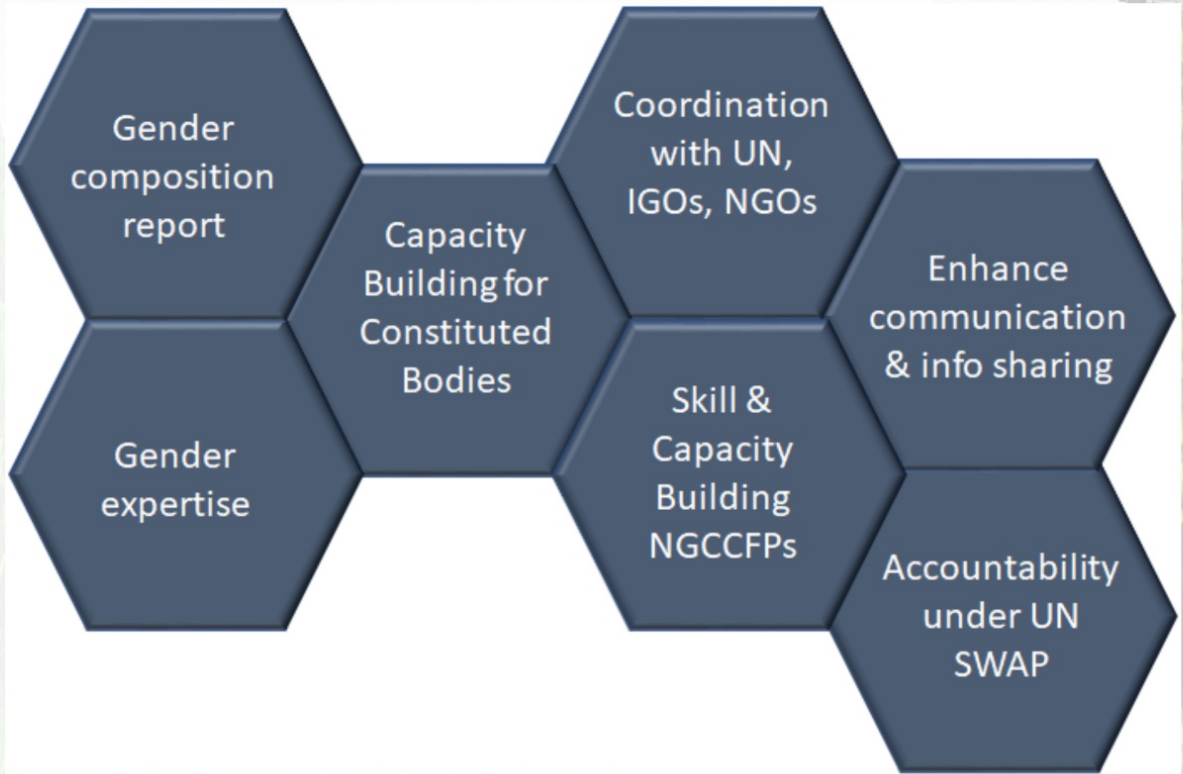 Gender
composition
report
Gender
expertise
Capacity
Building for
Constituted
Bodies
Coordination
with UN,
IGOs, NGOs
Skill &
Capacity
Building
NGCCFPs
Enhance
communication
& info sharing
Accountability
under UN
SWAP